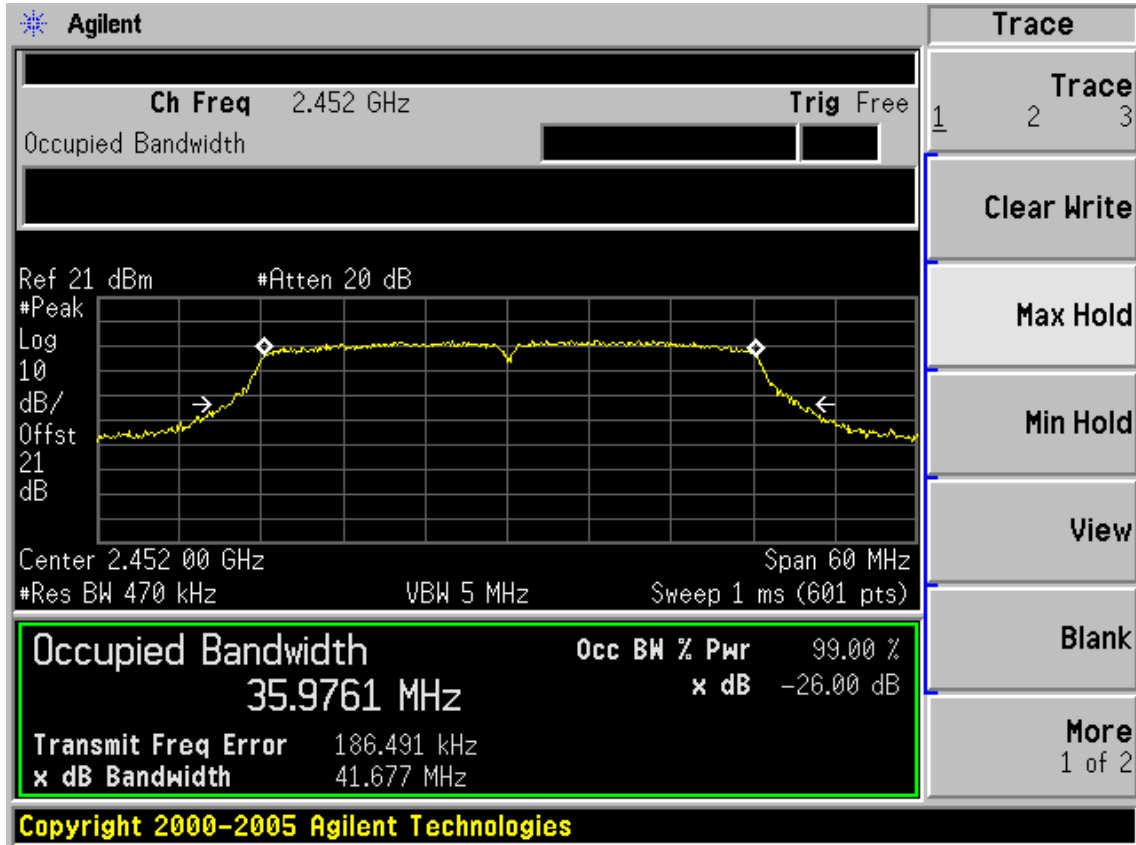 Agilent
Trace
Ch Freq 2.452 GHz Trig Free
Occupied Bandwidth
Trace
1 2 3
Clear Write
Max Hold
Min Hold
View
Blank
More
1 of 2
Ref 21 dBm #Atten 20 dB
#Peak
Log
10
dB/
Offst
21
dB
Center 2.452 00 GHz Span 60 MHz
#Res BW 470 kHz VBW 5 MHz Sweep 1 ms (601 pts)
Occupied Bandwidth Occ BW % Pwr 99.00 %
35.9761 MHz x dB -26.00 dB
Transmit Freq Error 186.491 kHz
x dB Bandwidth 41.677 MHz
Copyright 2000-2005 Agilent Technologies